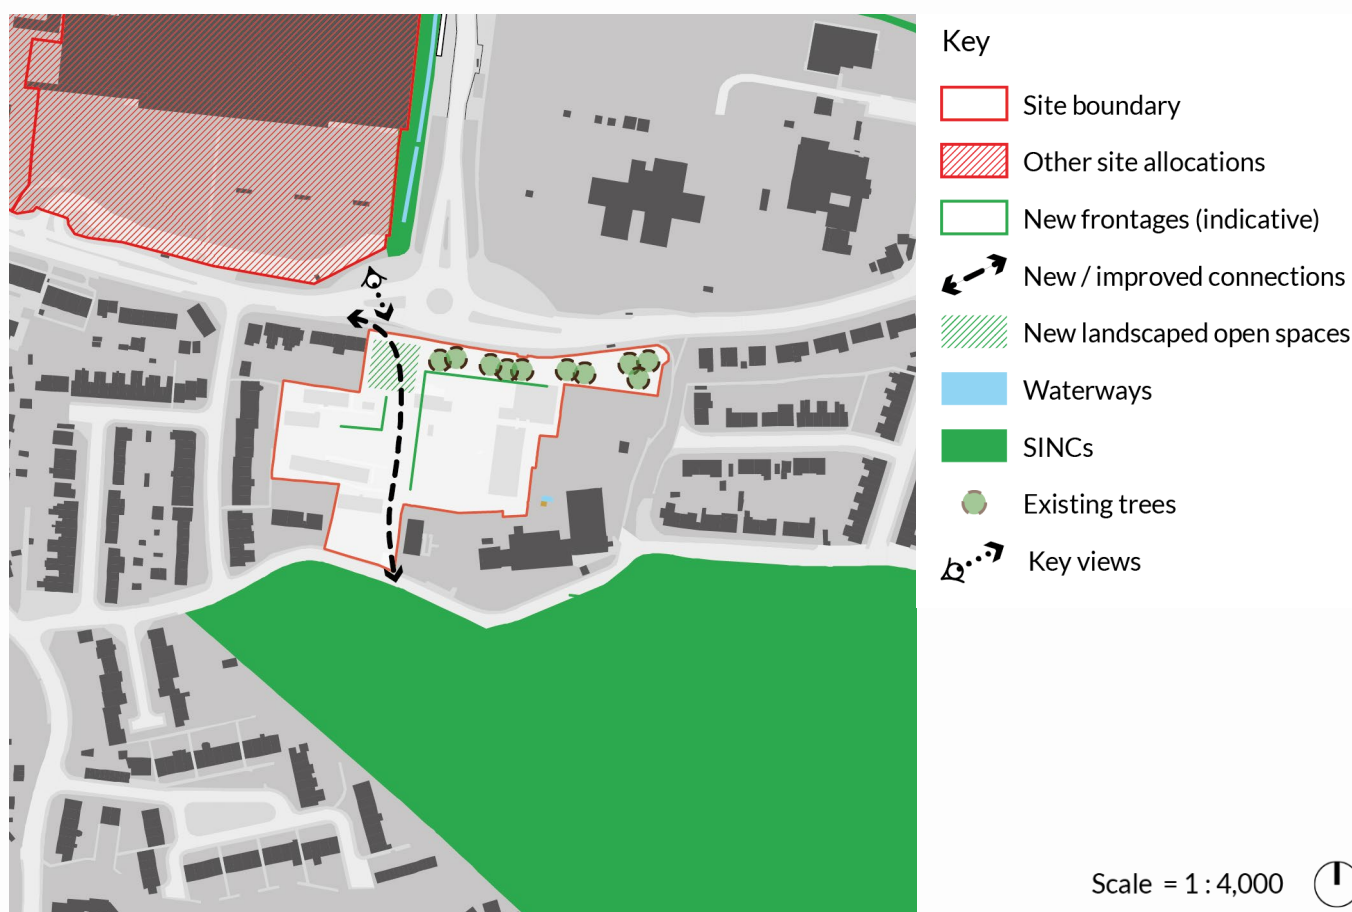 Key
Site boundary
Other site allocations
New frontages (indicative)
New / improved connections
New landscaped open spaces
Waterways
SINCs
Existing trees
Key views
Scale = 1 : 4,000